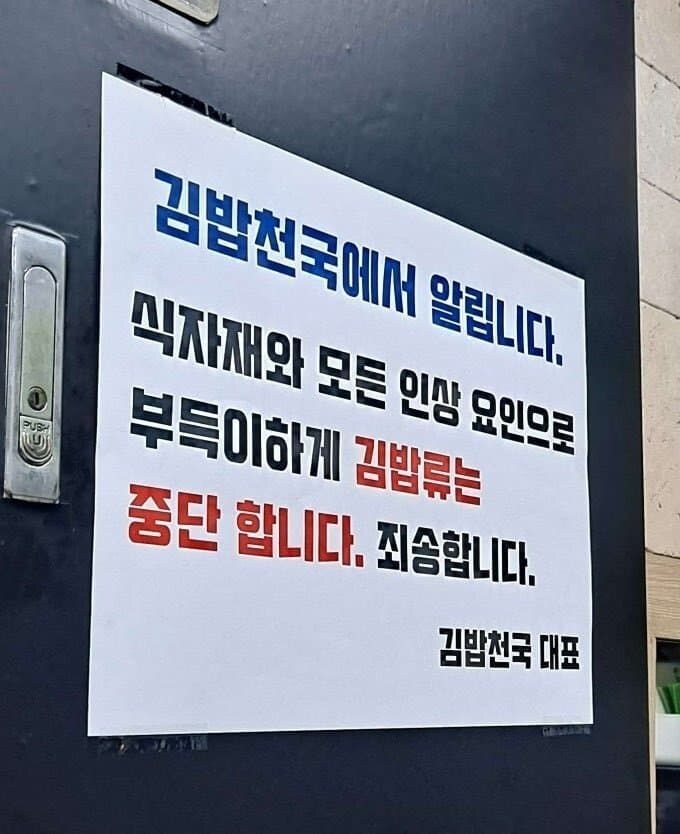 김밥천국에서 알립니다.
식자재와 모든 인상 요인으로
부득이하게 김밥류는
중단 합니다. 죄송합니다.
김밥천국 대표
PUSH